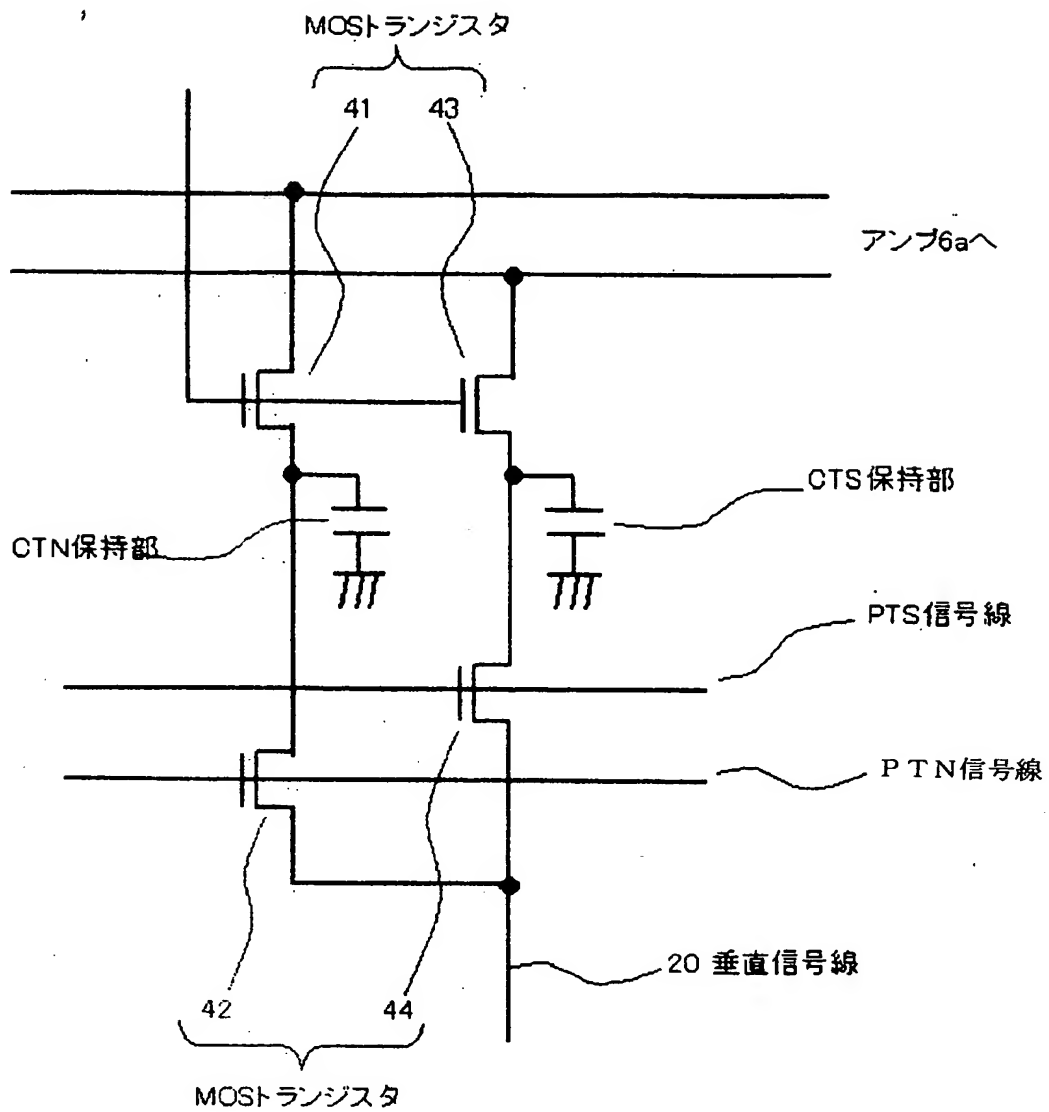 MOSトランジスタ
41
43
アンプ6aへ
CTS保持部
CTN保持部
PTS信号線
PTN信号線
20 垂直信号線
42
44
MOSトランジスタ